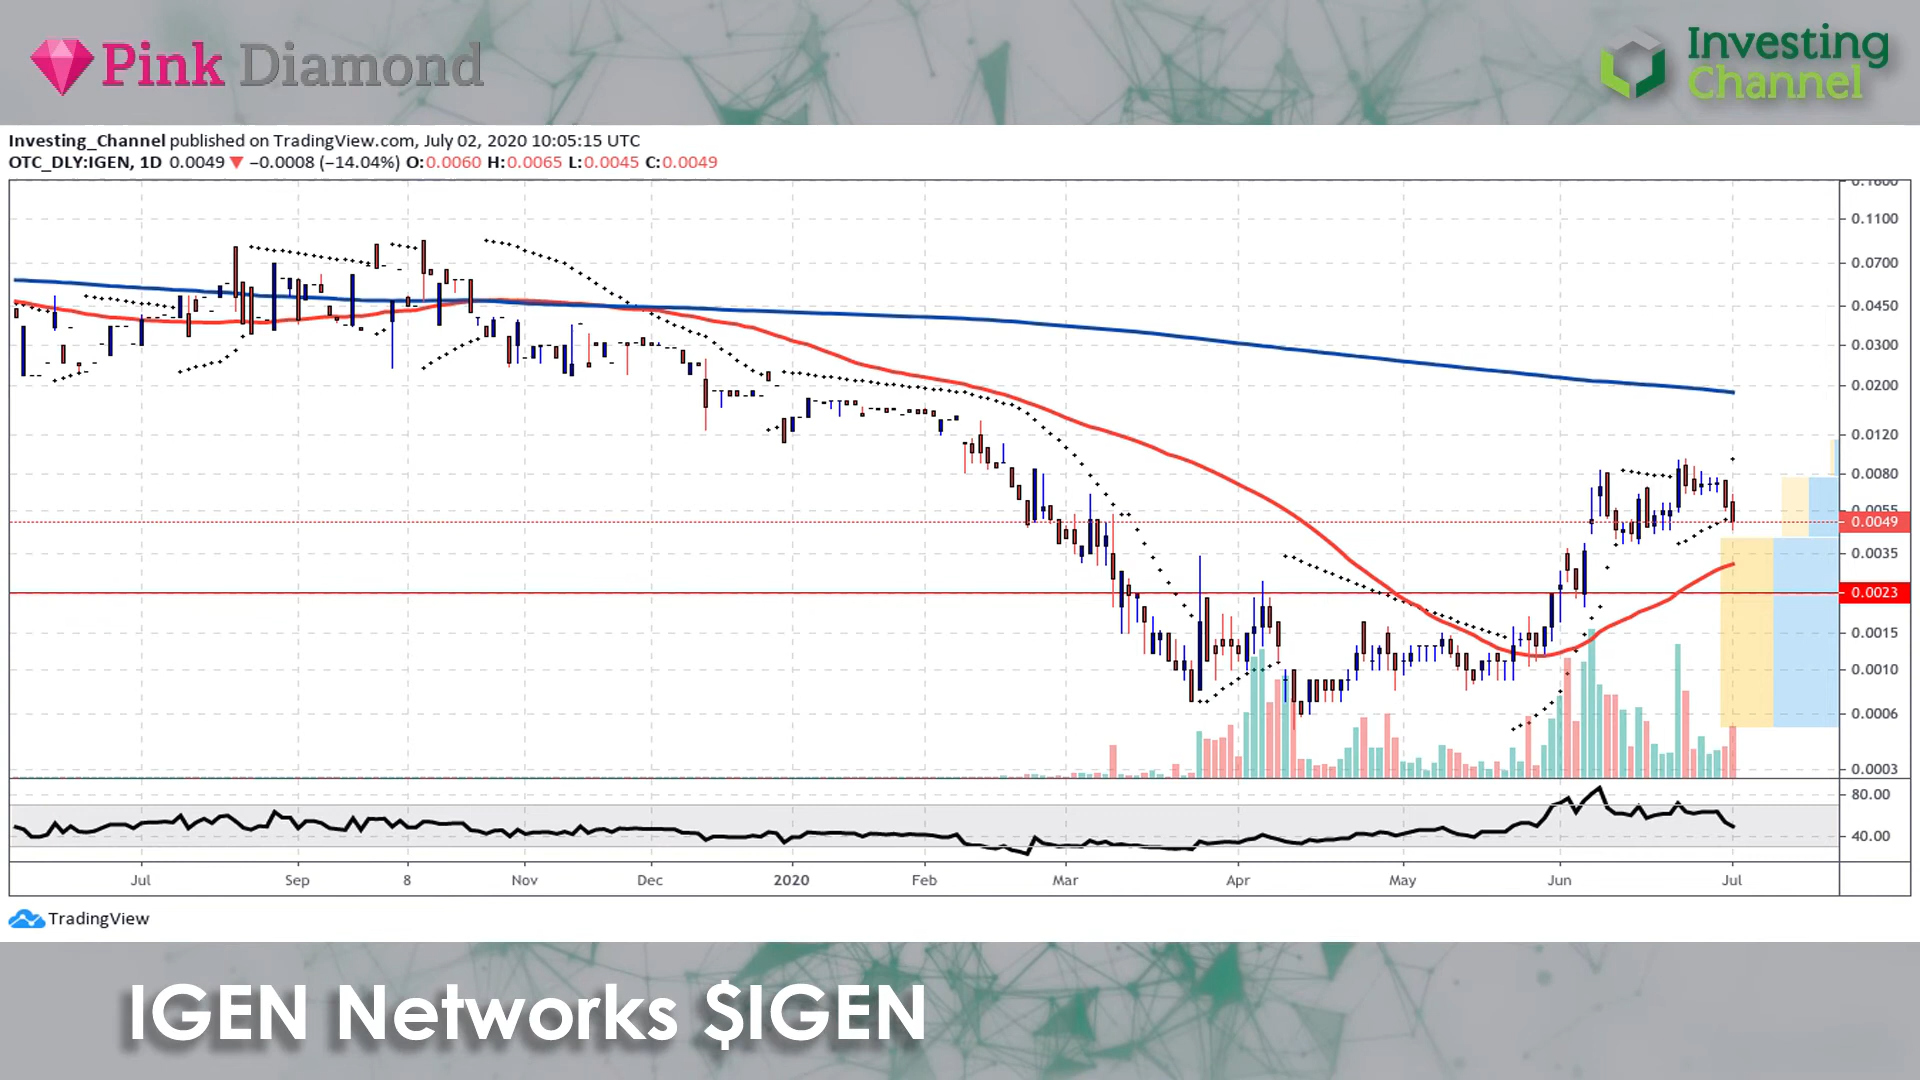 Pink Diamond
Investing Channel
Investing_Channel published on TradingView.com, July 02, 2020 10:05:15 UTC
OTC_DLY:IGEN, 1D 0.0049 ▼ −0.0008 (−14.04%) O:0.0060 H:0.0065 L:0.0045 C:0.0049
0.1600
0.1100
0.0700
0.0450
0.0300
0.0200
0.0120
0.0080
0.0055
0.0049
0.0035
0.0023
0.0015
0.0010
0.0006
0.0003
80.00
40.00
Jul Sep 8 Nov Dec 2020 Feb Mar Apr May Jun Jul
TradingView
IGEN Networks $IGEN